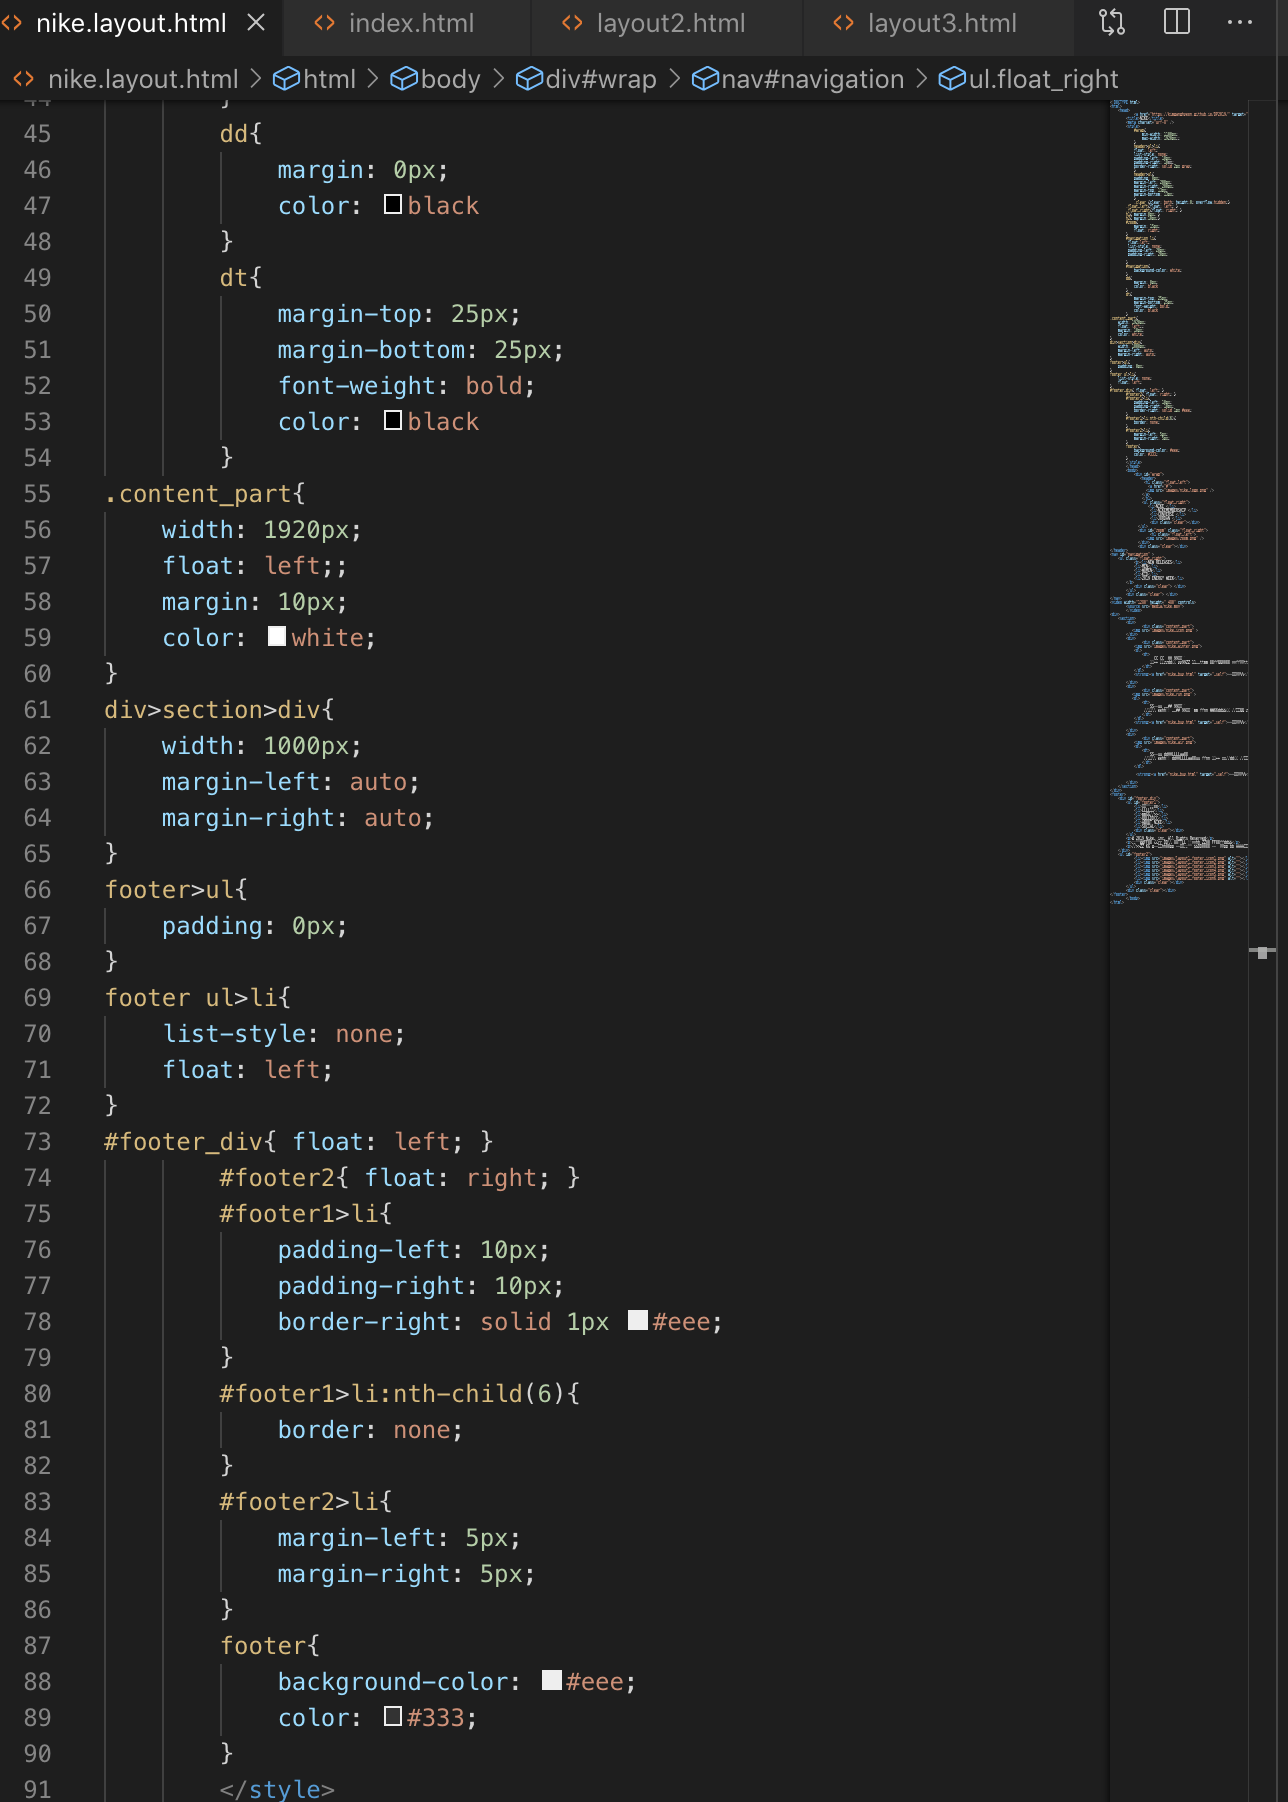 nike.layout.html index.html layout2.html layout3.html
nike.layout.html html body div#wrap nav#navigation ul.float_right
44 }
45 dd{
46 margin: 0px;
47 color: black
48 }
49 dt{
50 margin-top: 25px;
51 margin-bottom: 25px;
52 font-weight: bold;
53 color: black
54 }
55 .content_part{
56 width: 1920px;
57 float: left;;
58 margin: 10px;
59 color: white;
60 }
61 div>section>div{
62 width: 1000px;
63 margin-left: auto;
64 margin-right: auto;
65 }
66 footer>ul{
67 padding: 0px;
68 }
69 footer ul>li{
70 list-style: none;
71 float: left;
72 }
73 #footer_div{ float: left; }
74 #footer2{ float: right; }
75 #footer1>li{
76 padding-left: 10px;
77 padding-right: 10px;
78 border-right: solid 1px #eee;
79 }
80 #footer1>li:nth-child(6){
81 border: none;
82 }
83 #footer2>li{
84 margin-left: 5px;
85 margin-right: 5px;
86 }
87 footer{
88 background-color: #eee;
89 color: #333;
90 }
91 </style>